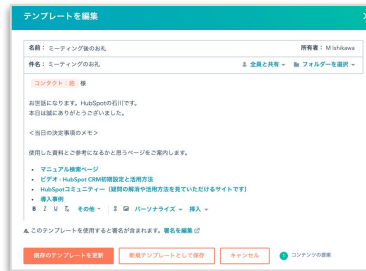 テンプレートを編集
名前： ミーティング後のお礼 所有者： M Ishikawa
件名： ミーティングのお礼 全員と共有 フォルダーを選択
コンタクト：姓 様
お世話になります。HubSpotの石川です。
本日は誠にありがとうございました。
＜当日の決定事項のメモ＞
使用した資料とご参考になるかと思うページをご案内します。
• マニュアル検索ページ
• ビデオ - HubSpot CRM初期設定と活用方法
• HubSpotコミュニティー（疑問の解消や活用方法を見ていただけるサイトです）
• 導入事例
B I U その他 パーソナライズ 挿入
このテンプレートを使用すると署名が含まれます。署名を編集
既存のテンプレートを更新 新規テンプレートとして保存 キャンセル コンテンツの提案